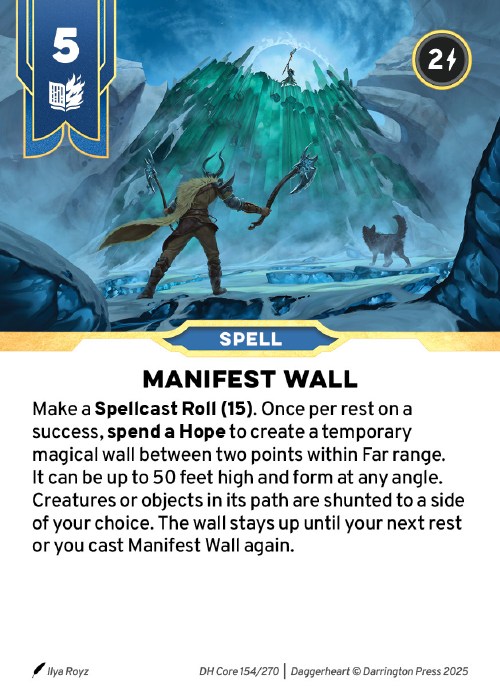 5
2
SPELL
MANIFEST WALL
Make a Spellcast Roll (15). Once per rest on a
success, spend a Hope to create a temporary
magical wall between two points within Far range.
It can be up to 50 feet high and form at any angle.
Creatures or objects in its path are shunted to a side
of your choice. The wall stays up until your next rest
or you cast Manifest Wall again.
Ilya Royz
DH Core 154/270 | Daggerheart © Darrington Press 2025